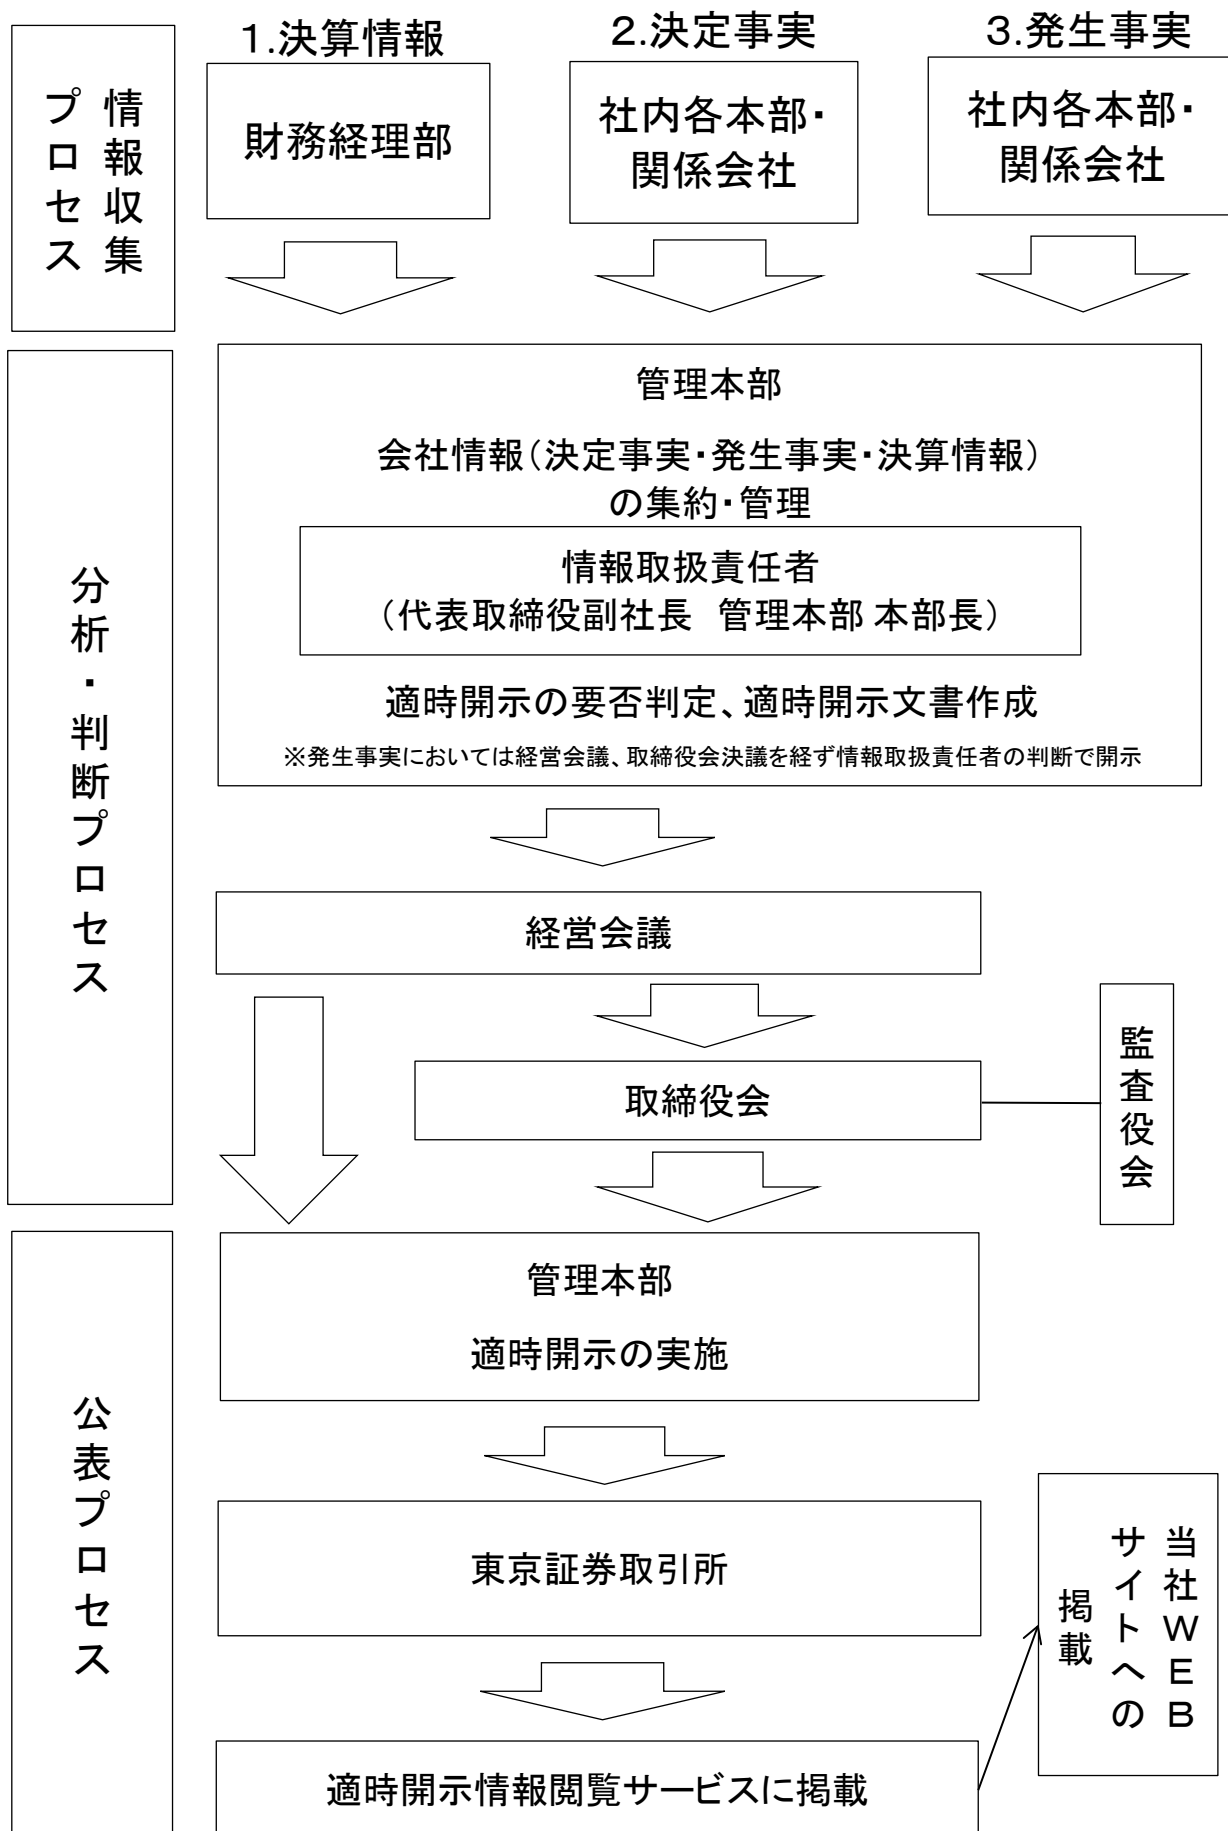 情報収集
プロセス
1.決算情報
財務経理部
2.決定事実
社内各本部・
関係会社
3.発生事実
社内各本部・
関係会社
分析・判断プロセス
管理本部
会社情報(決定事実・発生事実・決算情報)
の集約・管理
情報取扱責任者
(代表取締役副社長 管理本部 本部長)
適時開示の要否判定、適時開示文書作成
※発生事実においては経営会議、取締役会決議を経ず情報取扱責任者の判断で開示
経営会議
取締役会
監査役会
公表プロセス
管理本部
適時開示の実施
東京証券取引所
適時開示情報閲覧サービスに掲載
当社WEB
サイトへの
掲載